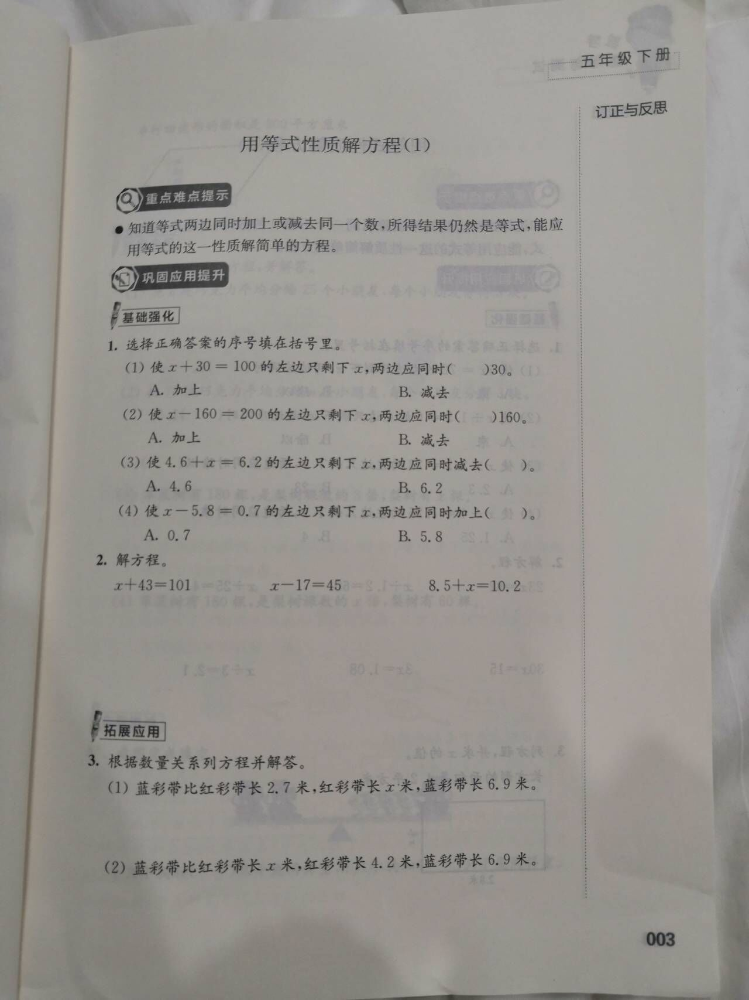 五年级下册
订正与反思
用等式性质解方程(1)
重点难点提示
● 知道等式两边同时加上或减去同一个数,所得结果仍然是等式,能应
用等式的这一性质解简单的方程。
巩固应用提升
基础强化
1. 选择正确答案的序号填在括号里。
(1) 使 x+30 = 100 的左边只剩下 x,两边应同时(  )30。
A. 加上 B. 减去
(2) 使 x-160 = 200 的左边只剩下 x,两边应同时(  )160。
A. 加上 B. 减去
(3) 使 4.6+x = 6.2 的左边只剩下 x,两边应同时减去(  )。
A. 4.6 B. 6.2
(4) 使 x-5.8 = 0.7 的左边只剩下 x,两边应同时加上(  )。
A. 0.7 B. 5.8
2. 解方程。
x+43=101 x-17=45 8.5+x=10.2
拓展应用
3. 根据数量关系列方程并解答。
(1) 蓝彩带比红彩带长 2.7 米,红彩带长 x 米,蓝彩带长 6.9 米。
(2) 蓝彩带比红彩带长 x 米,红彩带长 4.2 米,蓝彩带长 6.9 米。
003